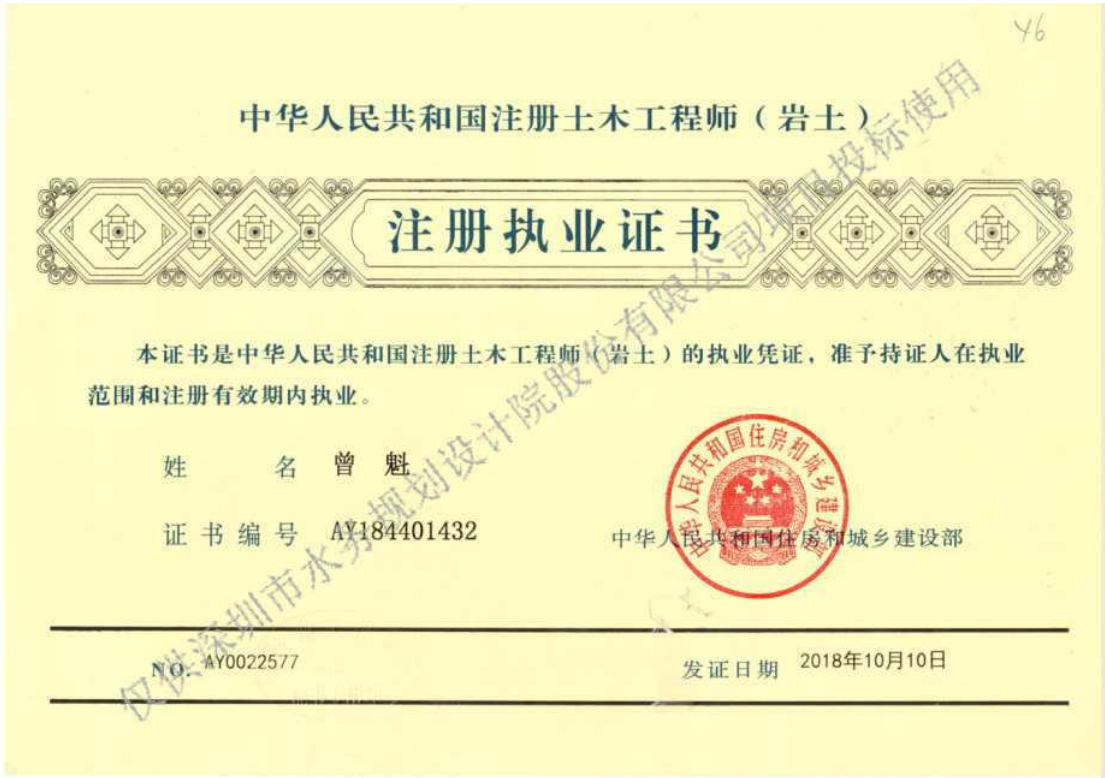 46
中华人民共和国注册土木工程师（岩土）
注册执业证书
本证书是中华人民共和国注册土木工程师（岩土）的执业凭证，准予持证人在执业
范围和注册有效期内执业。
姓 名 曾 魁
证书编号 AY184401432
中华人民共和国住房和城乡建设部
中华人民共和国住房和城乡建设部
NO. AY0022577
发证日期 2018年10月10日
仅供深圳市水务规划设计院股份有限公司项目投标使用